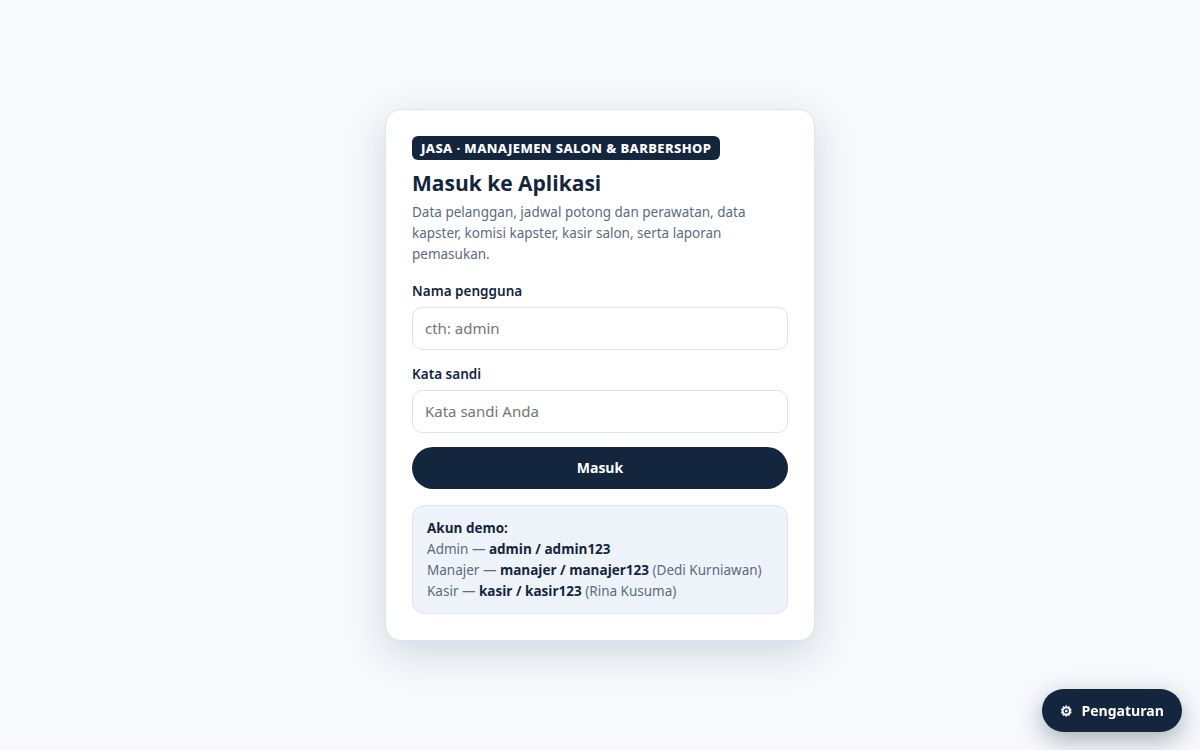 JASA · MANAJEMEN SALON & BARBERSHOP
Masuk ke Aplikasi
Data pelanggan, jadwal potong dan perawatan, data
kapster, komisi kapster, kasir salon, serta laporan
pemasukan.
Nama pengguna
cth: admin
Kata sandi
Kata sandi Anda
Masuk
Akun demo:
Admin — admin / admin123
Manajer — manajer / manajer123 (Dedi Kurniawan)
Kasir — kasir / kasir123 (Rina Kusuma)
⚙ Pengaturan